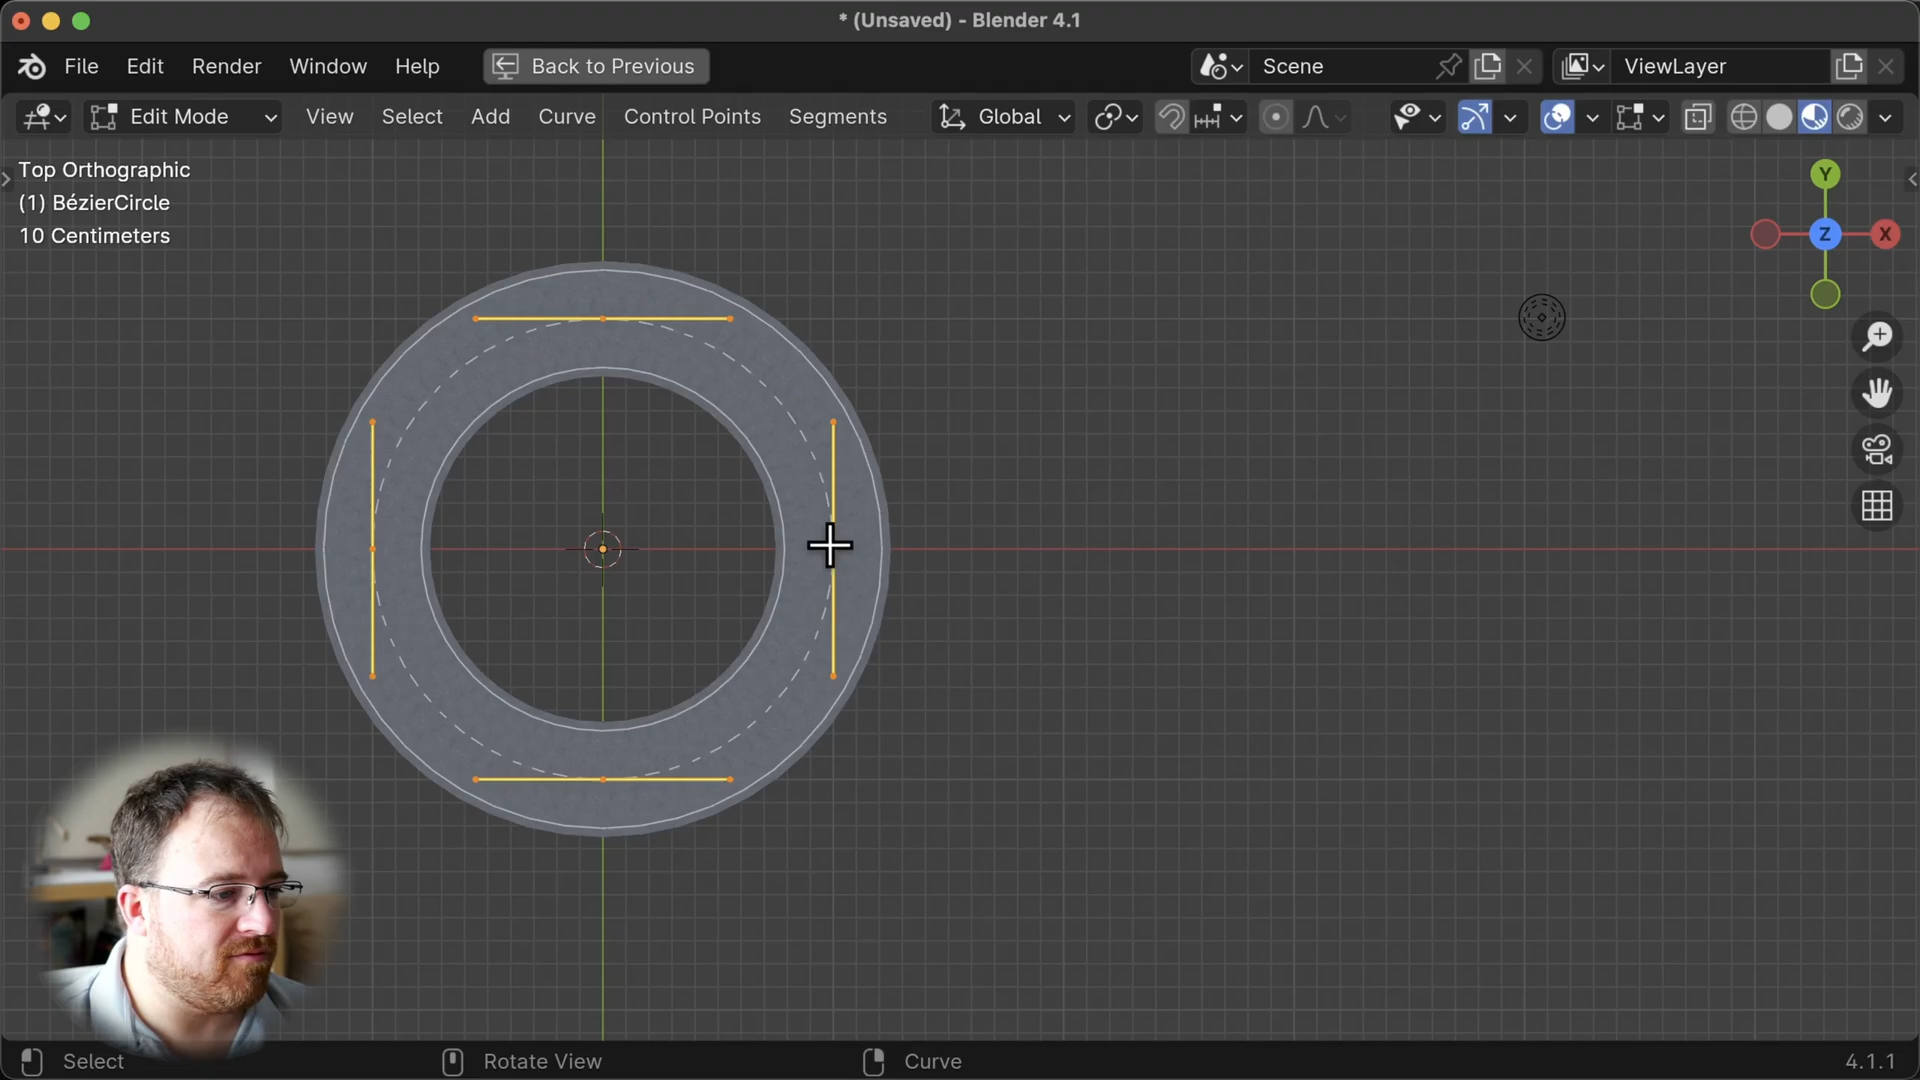 * (Unsaved) - Blender 4.1
File Edit Render Window Help Back to Previous Scene ViewLayer
Edit Mode View Select Add Curve Control Points Segments Global
Top Orthographic
(1) BézierCircle
10 Centimeters
Y
Z
X
Select Rotate View Curve 4.1.1